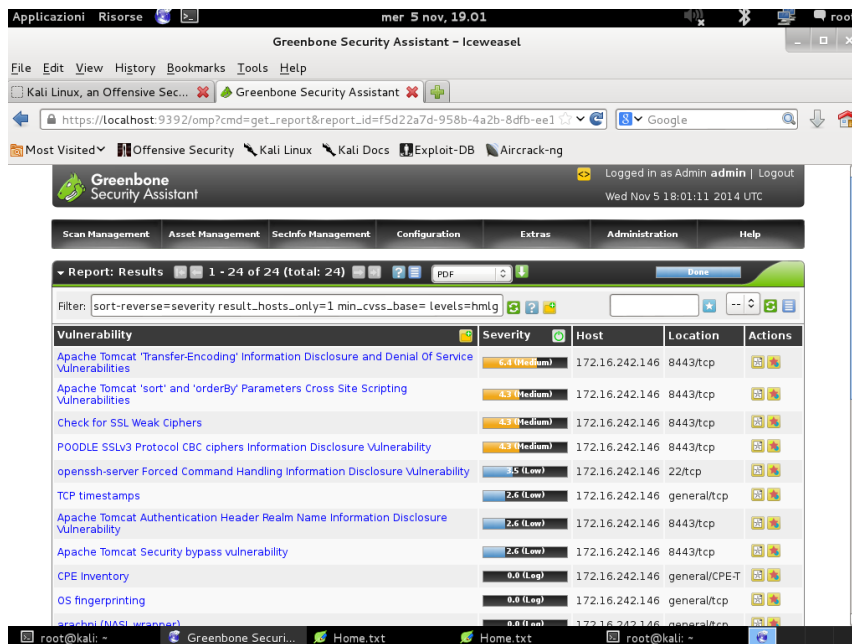 Applicazioni Risorse mer 5 nov, 19.01 roo
Greenbone Security Assistant - Iceweasel
File Edit View History Bookmarks Tools Help
Kali Linux, an Offensive Sec... Greenbone Security Assistant
https://localhost:9392/omp?cmd=get_report&report_id=f5d22a7d-958b-4a2b-8dfb-ee1 Google
Most Visited Offensive Security Kali Linux Kali Docs Exploit-DB Aircrack-ng
Greenbone Security Assistant
Logged in as Admin admin | Logout
Wed Nov 5 18:01:11 2014 UTC
Scan Management Asset Management SecInfo Management Configuration Extras Administration Help
Report: Results 1 - 24 of 24 (total: 24) PDF Done
Filter: sort-reverse=severity result_hosts_only=1 min_cvss_base= levels=hmlg --
Vulnerability Severity Host Location Actions
Apache Tomcat 'Transfer-Encoding' Information Disclosure and Denial Of Service Vulnerabilities 6.4 (Medium) 172.16.242.146 8443/tcp
Apache Tomcat 'sort' and 'orderBy' Parameters Cross Site Scripting Vulnerabilities 4.3 (Medium) 172.16.242.146 8443/tcp
Check for SSL Weak Ciphers 4.3 (Medium) 172.16.242.146 8443/tcp
POODLE SSLv3 Protocol CBC ciphers Information Disclosure Vulnerability 4.3 (Medium) 172.16.242.146 8443/tcp
openssh-server Forced Command Handling Information Disclosure Vulnerability 3.5 (Low) 172.16.242.146 22/tcp
TCP timestamps 2.6 (Low) 172.16.242.146 general/tcp
Apache Tomcat Authentication Header Realm Name Information Disclosure Vulnerability 2.6 (Low) 172.16.242.146 8443/tcp
Apache Tomcat Security bypass vulnerability 2.6 (Low) 172.16.242.146 8443/tcp
CPE Inventory 0.0 (Log) 172.16.242.146 general/CPE-T
OS fingerprinting 0.0 (Log) 172.16.242.146 general/tcp
arachni (NASL wrapper) 0.0 (Log) 172.16.242.146 general/tcp
root@kali: ~ Greenbone Securi... Home.txt Home.txt root@kali: ~